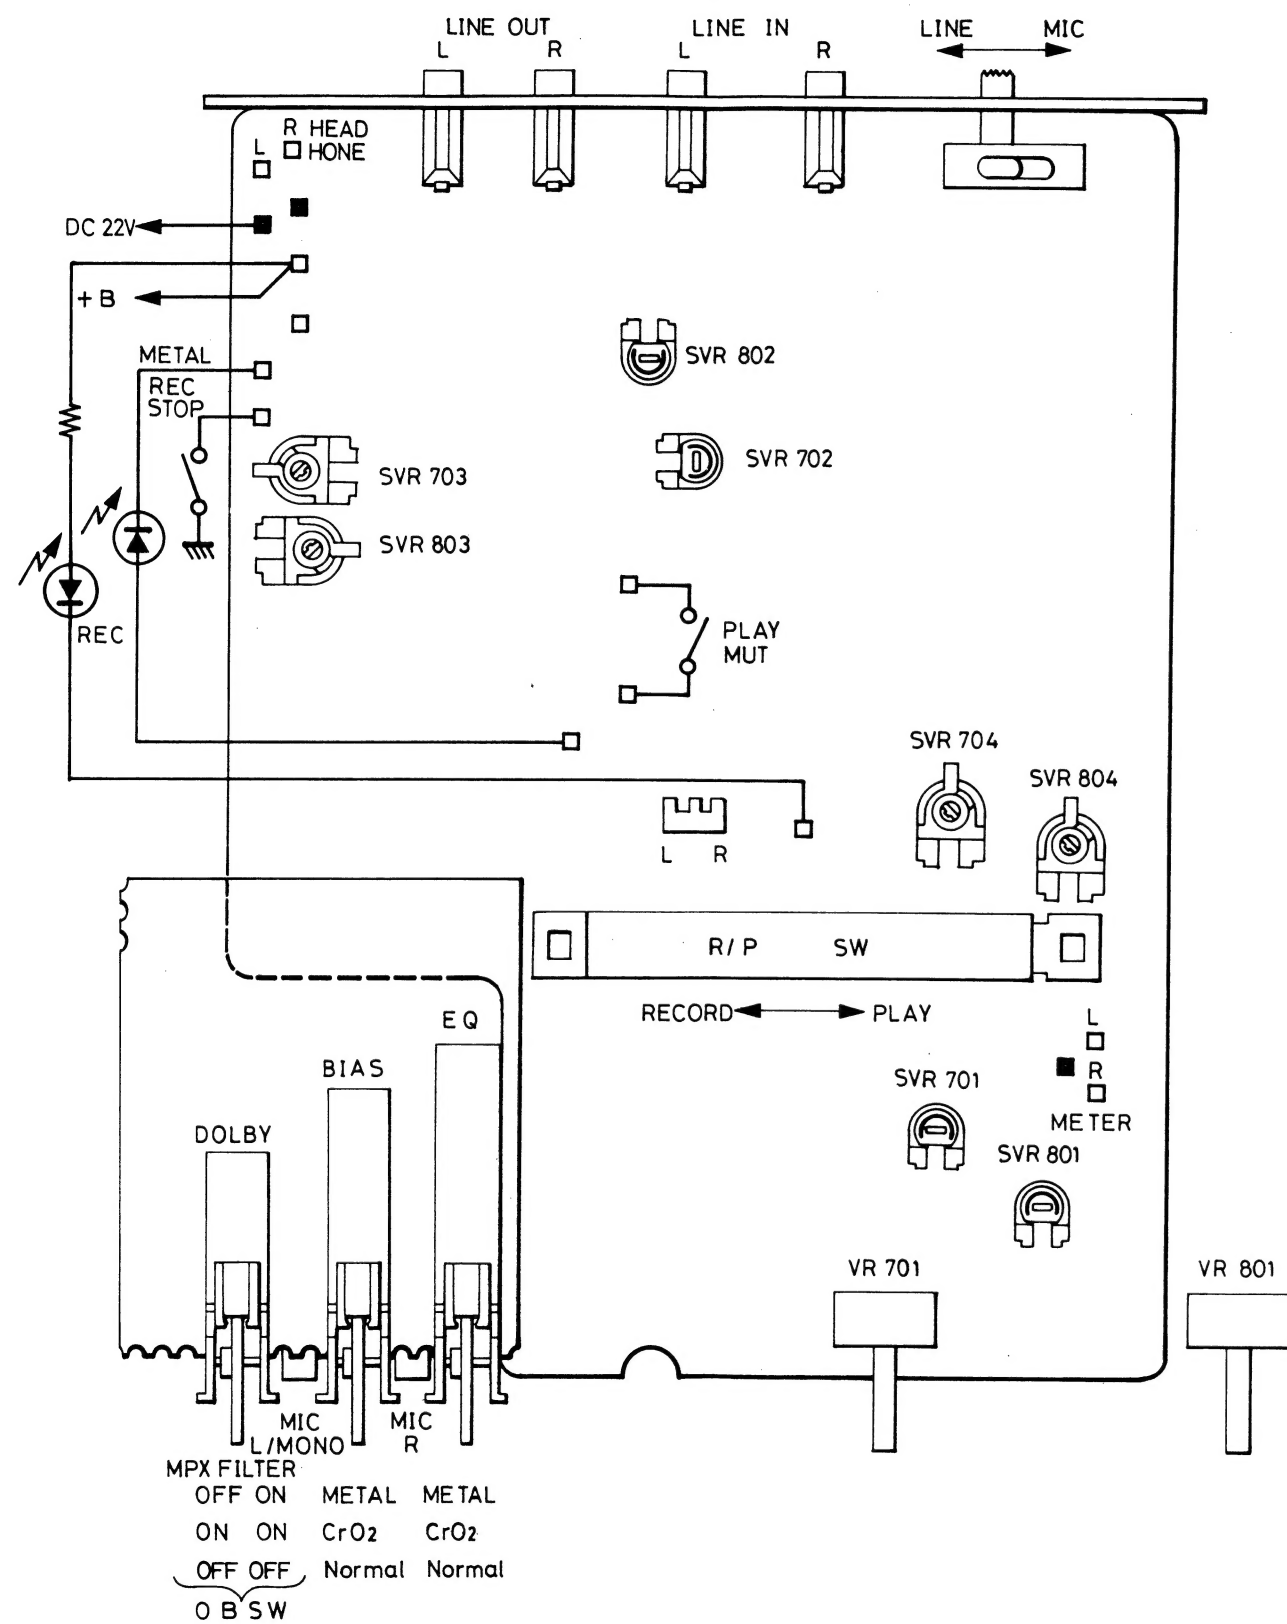 LINE OUT
L R
LINE IN
L R
LINE MIC
R HEAD
L HONE
DC 22V
+ B
METAL
REC
STOP
SVR 802
SVR 702
SVR 703
SVR 803
REC
PLAY
MUT
SVR 704
SVR 804
L R
R/P SW
RECORD PLAY
EQ
BIAS
DOLBY
L
R
METER
SVR 701
SVR 801
VR 701
VR 801
MIC
L/MONO
MIC
R
MPX FILTER
OFF ON METAL METAL
ON ON CrO2 CrO2
OFF OFF Normal Normal
O B SW